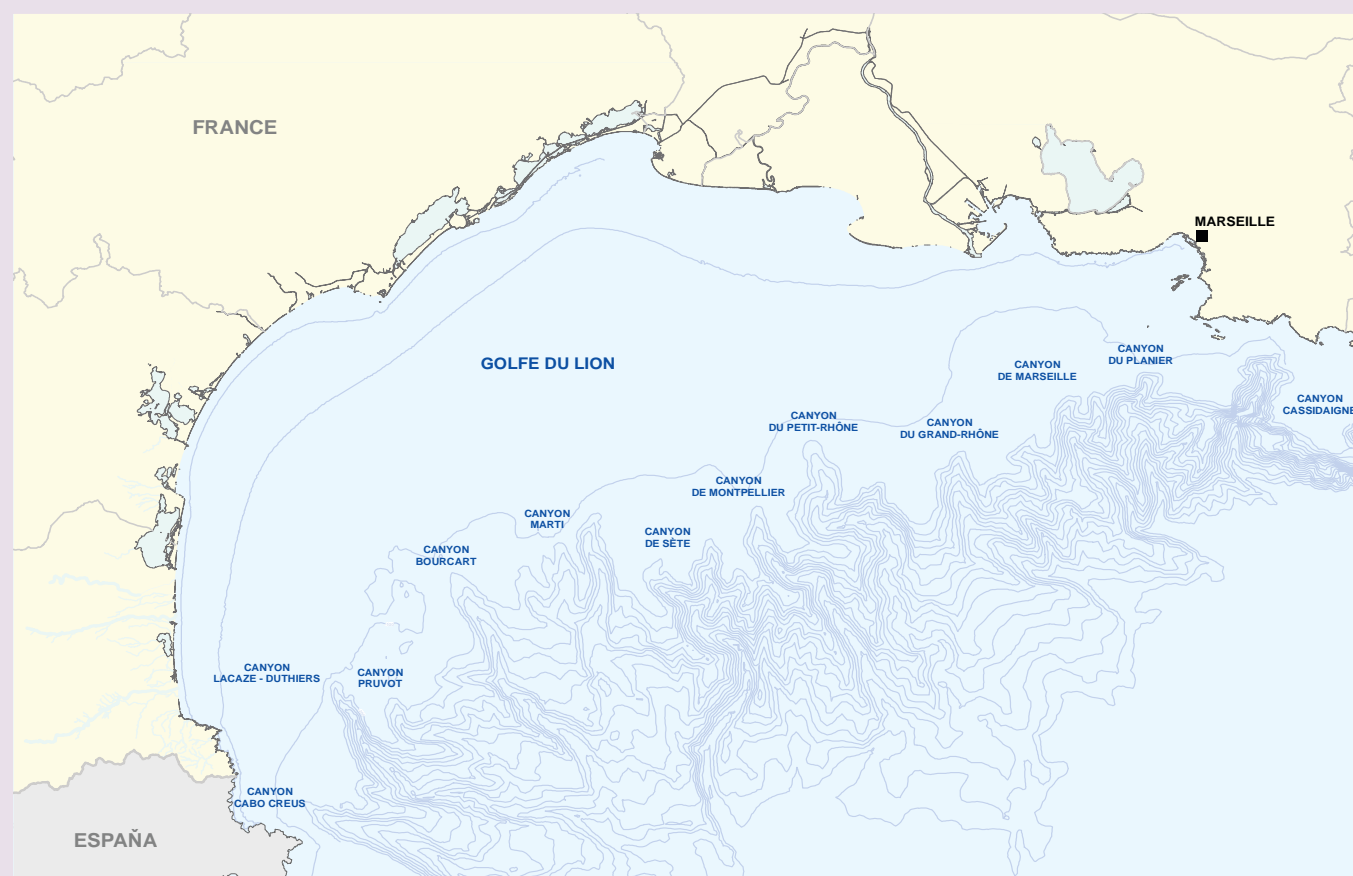 FRANCE
MARSEILLE
GOLFE DU LION
CANYON
DU PLANIER
CANYON
DE MARSEILLE
CANYON
CASSIDAIGNE
CANYON
DU PETIT-RHÔNE
CANYON
DU GRAND-RHÔNE
CANYON
DE MONTPELLIER
CANYON
MARTI
CANYON
DE SÈTE
CANYON
BOURCART
CANYON
LACAZE - DUTHIERS
CANYON
PRUVOT
CANYON
CABO CREUS
ESPAŇA